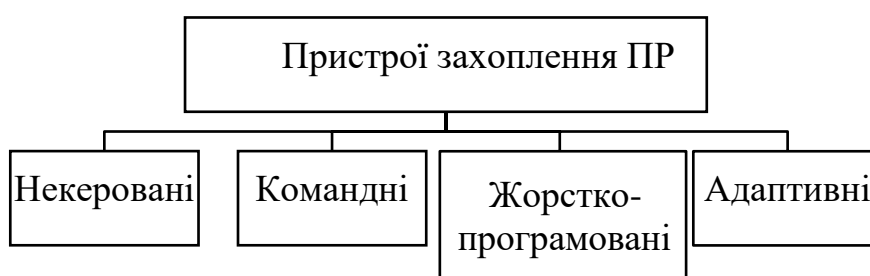 Пристрої захоплення ПР
Некеровані
Командні
Жорстко-
програмовані
Адаптивні